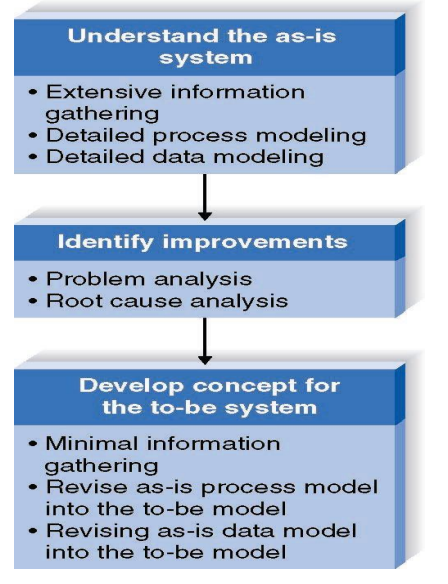 Understand the as-is
system
• Extensive information
gathering
• Detailed process modeling
• Detailed data modeling
Identify improvements
• Problem analysis
• Root cause analysis
Develop concept for
the to-be system
• Minimal information
gathering
• Revise as-is process model
into the to-be model
• Revising as-is data model
into the to-be model